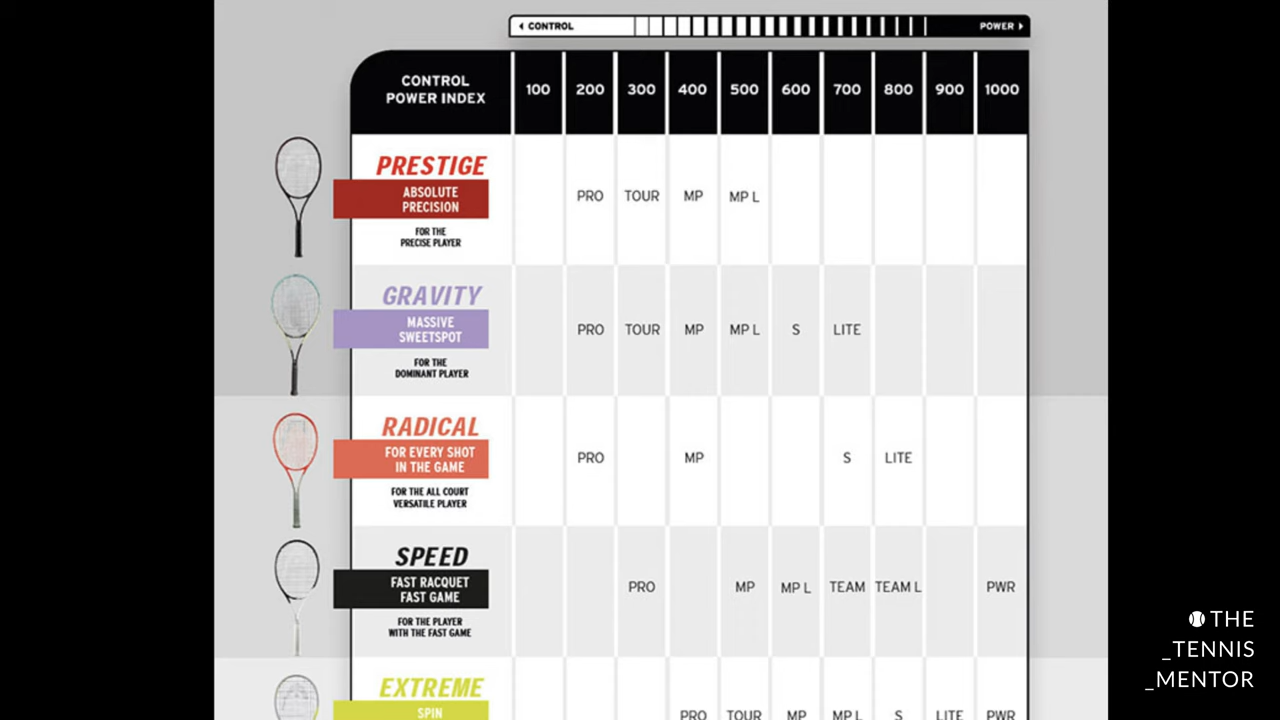 CONTROL POWER
CONTROL
POWER INDEX
100 200 300 400 500 600 700 800 900 1000
PRESTIGE
ABSOLUTE
PRECISION
FOR THE
PRECISE PLAYER
PRO TOUR MP MP L
GRAVITY
MASSIVE
SWEETSPOT
FOR THE
DOMINANT PLAYER
PRO TOUR MP MP L S LITE
RADICAL
FOR EVERY SHOT
IN THE GAME
FOR THE ALL COURT
VERSATILE PLAYER
PRO MP S LITE
SPEED
FAST RACQUET
FAST GAME
FOR THE PLAYER
WITH THE FAST GAME
PRO MP MP L TEAM TEAM L PWR
EXTREME
SPIN
PRO TOUR MP MP L S LITE PWR
THE
_TENNIS
_MENTOR